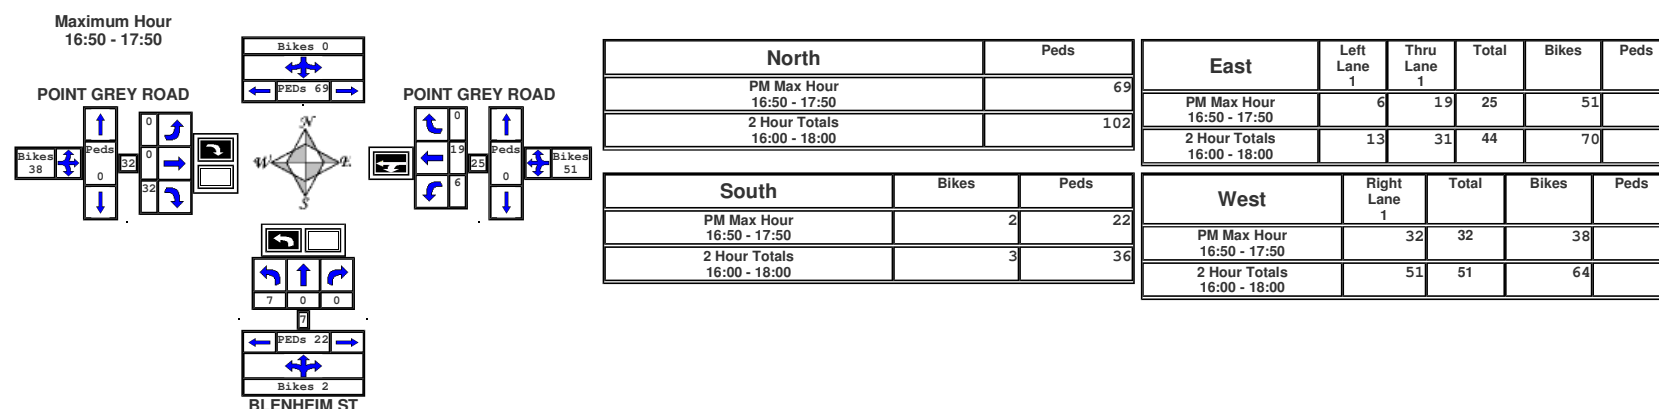 Maximum Hour
16:50 - 17:50
Bikes 0
PEDs 69
POINT GREY ROAD
POINT GREY ROAD
Bikes
38
Peds
0
32
0
0
32
N
W
E
S
0
19
6
25
Peds
0
Bikes
51
7 0 0
7
PEDs 22
Bikes 2
BLENHEIM ST
North Peds
PM Max Hour 69
16:50 - 17:50
2 Hour Totals 102
16:00 - 18:00
South Bikes Peds
PM Max Hour 2 22
16:50 - 17:50
2 Hour Totals 3 36
16:00 - 18:00
East Left Lane 1 Thru Lane 1 Total Bikes Peds
PM Max Hour 6 19 25 51
16:50 - 17:50
2 Hour Totals 13 31 44 70
16:00 - 18:00
West Right Lane 1 Total Bikes Peds
PM Max Hour 32 32 38
16:50 - 17:50
2 Hour Totals 51 51 64
16:00 - 18:00